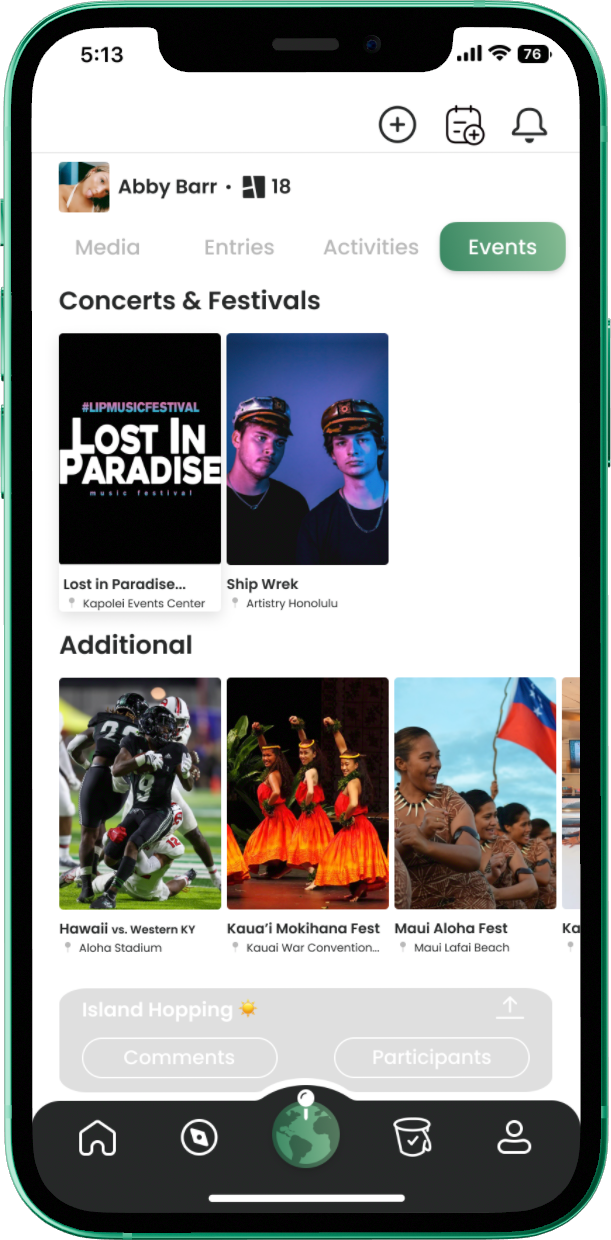 5:13
76
Abby Barr • 18
Media Entries Activities Events
Concerts & Festivals
#LIPMUSICFESTIVAL
LOST IN
PARADISE
music festival
Lost in Paradise...
Kapolei Events Center
Ship Wrek
Artistry Honolulu
Additional
9
12
Hawaii vs. Western KY
Aloha Stadium
Kaua’i Mokihana Fest
Kauai War Convention...
Maui Aloha Fest
Maui Lafai Beach
Ka
Island Hopping ☀️
Comments
Participants